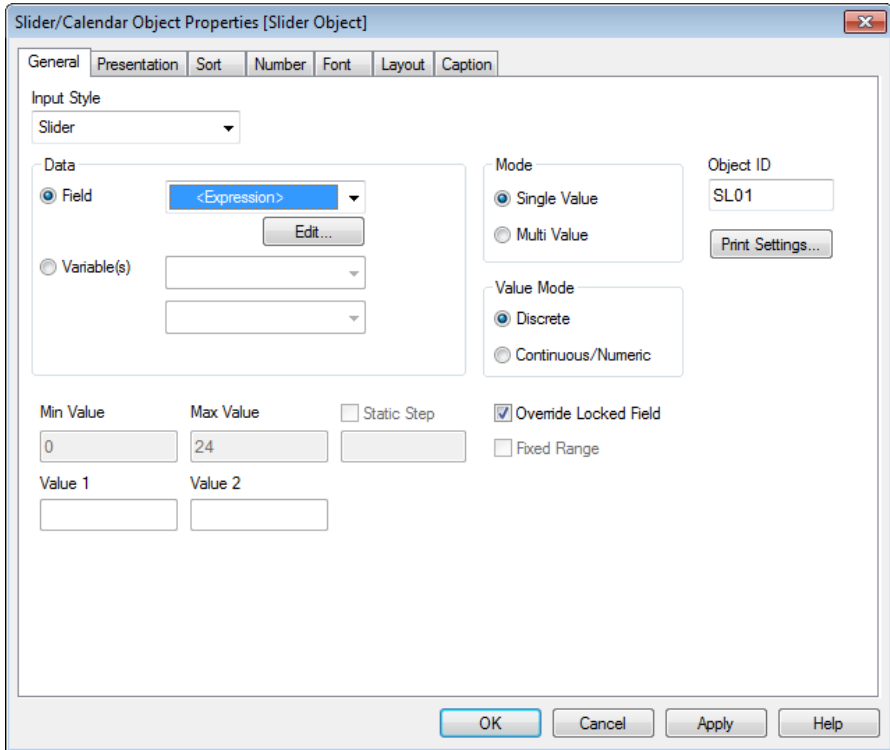 Slider/Calendar Object Properties [Slider Object]
General Presentation Sort Number Font Layout Caption
Input Style
Slider
Data
Field <Expression>
Edit...
Variable(s)
Mode
Single Value
Multi Value
Value Mode
Discrete
Continuous/Numeric
Object ID
SL01
Print Settings...
Min Value Max Value Static Step Override Locked Field
0 24 Fixed Range
Value 1 Value 2
OK Cancel Apply Help